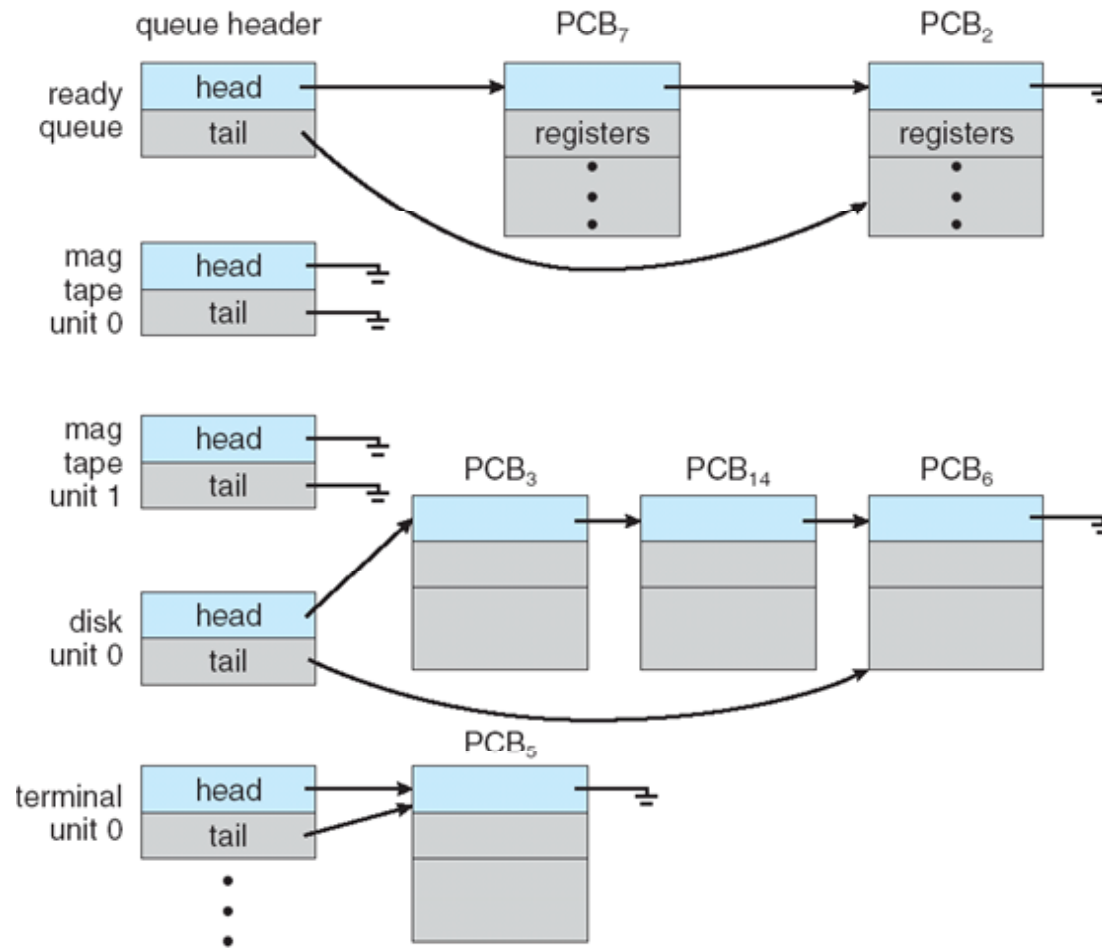 queue header
PCB₇
PCB₂
ready
queue
head
tail
registers
registers
mag
tape
unit 0
head
tail
mag
tape
unit 1
head
tail
PCB₃
PCB₁₄
PCB₆
disk
unit 0
head
tail
PCB₅
terminal
unit 0
head
tail